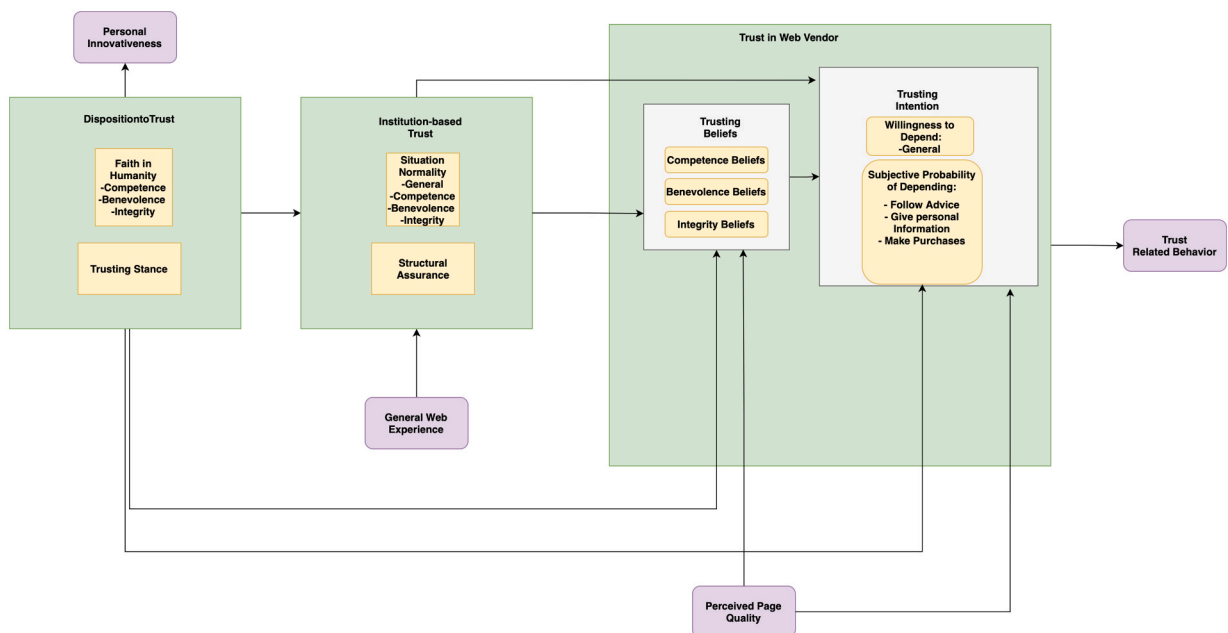 Personal
Innovativeness
DispositiontoTrust
Faith in
Humanity
-Competence
-Benevolence
-Integrity
Trusting Stance
Institution-based
Trust
Situation
Normality
-General
-Competence
-Benevolence
-Integrity
Structural
Assurance
General Web
Experience
Trust in Web Vendor
Trusting
Beliefs
Competence Beliefs
Benevolence Beliefs
Integrity Beliefs
Trusting
Intention
Willingness to
Depend:
-General
Subjective Probability
of Depending:
- Follow Advice
- Give personal
Information
- Make Purchases
Trust
Related Behavior
Perceived Page
Quality